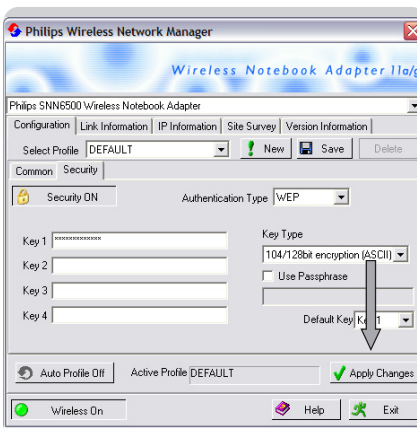 Philips Wireless Network Manager
Wireless Notebook Adapter 11a/g
Philips SNN6500 Wireless Notebook Adapter
Configuration Link Information IP Information Site Survey Version Information
Select Profile DEFAULT New Save Delete
Common Security
Security ON Authentication Type WEP
Key 1 xxxxxxxxxxxxx
Key Type
104/128bit encryption (ASCII)
Key 2
Use Passphrase
Key 3
Key 4
Default Key
Auto Profile Off Active Profile DEFAULT Apply Changes
Wireless On Help Exit